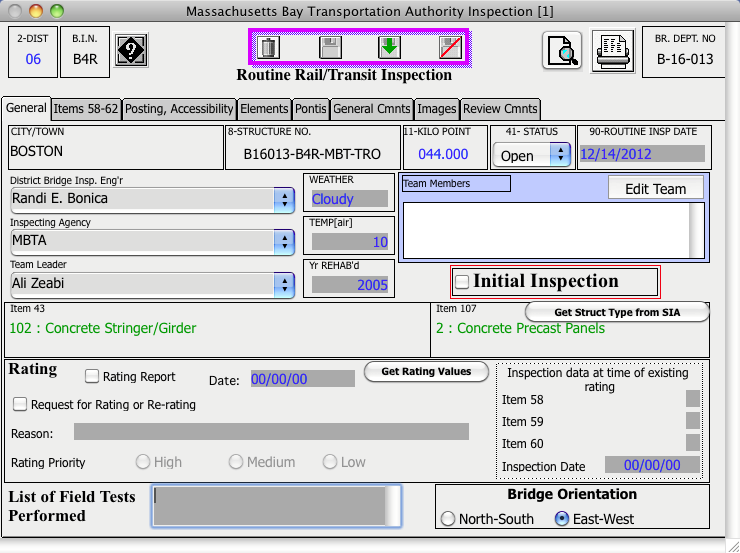 Massachusetts Bay Transportation Authority Inspection [1]
2-DIST
06
B.I.N.
B4R
?
BR. DEPT. NO
B-16-013
Routine Rail/Transit Inspection
General
Items 58-62
Posting, Accessibility
Elements
Pontis
General Cmnts
Images
Review Cmnts
CITY/TOWN
BOSTON
8-STRUCTURE NO.
B16013-B4R-MBT-TRO
11-KILO POINT
044.000
41- STATUS
Open
90-ROUTINE INSP DATE
12/14/2012
District Bridge Insp. Eng'r
Randi E. Bonica
WEATHER
Cloudy
Team Members
Edit Team
Inspecting Agency
MBTA
TEMP[air]
10
Team Leader
Ali Zeabi
Yr REHAB'd
2005
Initial Inspection
Item 43
102 : Concrete Stringer/Girder
Item 107
Get Struct Type from SIA
2 : Concrete Precast Panels
Rating
Rating Report
Date:
00/00/00
Get Rating Values
Request for Rating or Re-rating
Reason:
Rating Priority
High
Medium
Low
Inspection data at time of existing
rating
Item 58
Item 59
Item 60
Inspection Date
00/00/00
List of Field Tests
Performed
Bridge Orientation
North-South
East-West